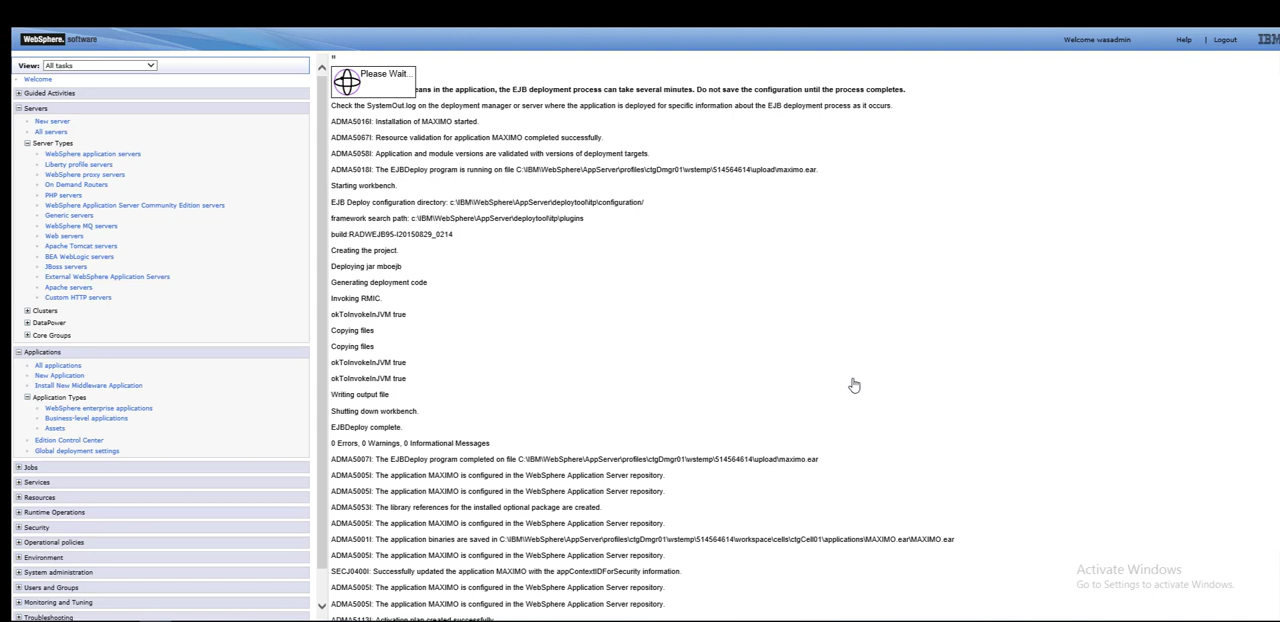 WebSphere. software
Welcome wasadmin
Help | Logout
IBM
View: All tasks
Welcome
Guided Activities
Servers
New server
All servers
Server Types
WebSphere application servers
Liberty profile servers
WebSphere proxy servers
On Demand Routers
PHP servers
WebSphere Application Server Community Edition servers
Generic servers
WebSphere MQ servers
Web servers
Apache Tomcat servers
BEA WebLogic servers
JBoss servers
External WebSphere Application Servers
Apache servers
Custom HTTP servers
Clusters
DataPower
Core Groups
Applications
All applications
New Application
Install New Middleware Application
Application Types
WebSphere enterprise applications
Business-level applications
Assets
Edition Control Center
Global deployment settings
Jobs
Services
Resources
Runtime Operations
Security
Operational policies
Environment
System administration
Users and Groups
Monitoring and Tuning
Troubleshooting
"
Please Wait...
eans in the application, the EJB deployment process can take several minutes. Do not save the configuration until the process completes.
Check the SystemOut.log on the deployment manager or server where the application is deployed for specific information about the EJB deployment process as it occurs.
ADMA5016I: Installation of MAXIMO started.
ADMA5067I: Resource validation for application MAXIMO completed successfully.
ADMA5058I: Application and module versions are validated with versions of deployment targets.
ADMA5018I: The EJBDeploy program is running on file C:\IBM\WebSphere\AppServer\profiles\ctgDmgr01\wstemp\514564614\upload\maximo.ear.
Starting workbench.
EJB Deploy configuration directory: c:\IBM\WebSphere\AppServer\deploytool\itp\configuration/
framework search path: c:\IBM\WebSphere\AppServer\deploytool\itp\plugins
build:RADWEJB95-I20150829_0214
Creating the project.
Deploying jar mboejb
Generating deployment code
Invoking RMIC.
okToInvokeInJVM true
Copying files
Copying files
okToInvokeInJVM true
okToInvokeInJVM true
Writing output file
Shutting down workbench.
EJBDeploy complete.
0 Errors, 0 Warnings, 0 Informational Messages
ADMA5007I: The EJBDeploy program completed on file C:\IBM\WebSphere\AppServer\profiles\ctgDmgr01\wstemp\514564614\upload\maximo.ear
ADMA5005I: The application MAXIMO is configured in the WebSphere Application Server repository.
ADMA5005I: The application MAXIMO is configured in the WebSphere Application Server repository.
ADMA5053I: The library references for the installed optional package are created.
ADMA5005I: The application MAXIMO is configured in the WebSphere Application Server repository.
ADMA5001I: The application binaries are saved in C:\IBM\WebSphere\AppServer\profiles\ctgDmgr01\wstemp\514564614\workspace\cells\ctgCell01\applications\MAXIMO.ear\MAXIMO.ear
ADMA5005I: The application MAXIMO is configured in the WebSphere Application Server repository.
SECJ0400I: Successfully updated the application MAXIMO with the appContextIDForSecurity information.
ADMA5005I: The application MAXIMO is configured in the WebSphere Application Server repository.
ADMA5005I: The application MAXIMO is configured in the WebSphere Application Server repository.
ADMA5113I: Activation plan created successfully.
Activate Windows
Go to Settings to activate Windows.